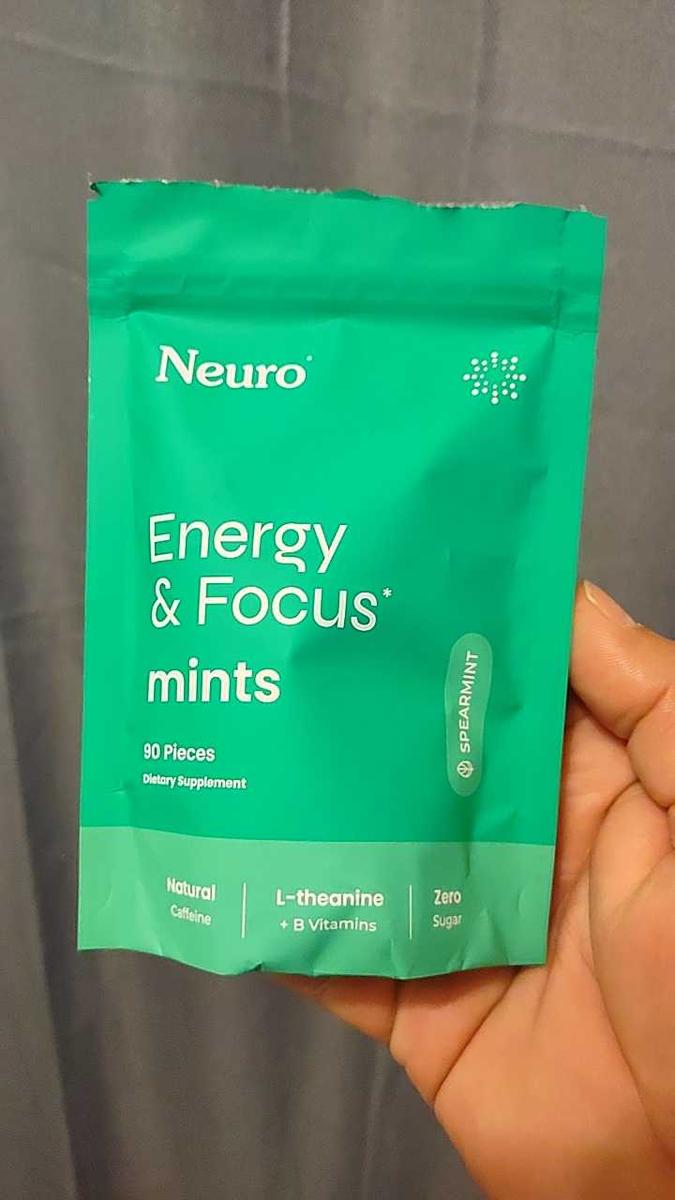 Neuro
Energy
& Focus*
mints
90 Pieces
Dietary Supplement
SPEARMINT
Natural
Caffeine
L-theanine
+ B Vitamins
Zero
Sugar